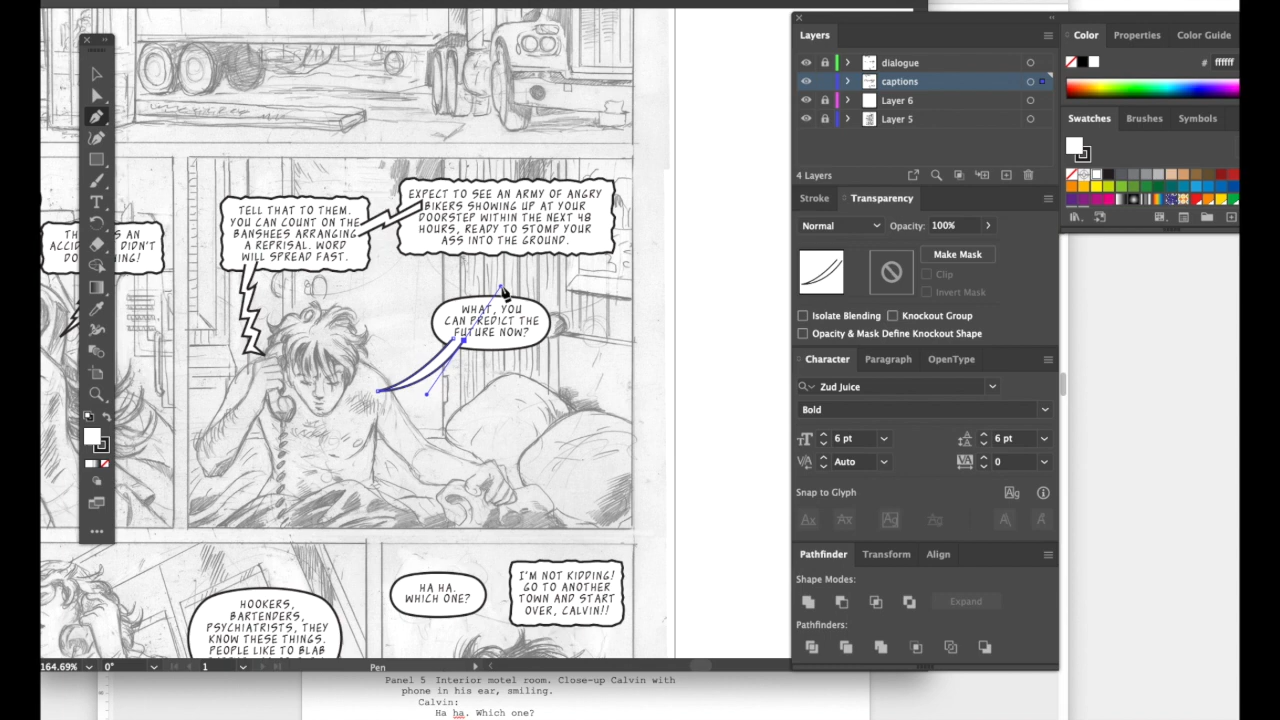 Layers
dialogue
captions
Layer 6
Layer 5
4 Layers
Color
Properties
Color Guide
#
ffffff
Swatches
Brushes
Symbols
Stroke
Transparency
Normal
Opacity:
100%
Make Mask
Clip
Invert Mask
Isolate Blending
Knockout Group
Opacity & Mask Define Knockout Shape
Character
Paragraph
OpenType
Zud Juice
Bold
6 pt
6 pt
Auto
0
Snap to Glyph
Pathfinder
Transform
Align
Shape Modes:
Expand
Pathfinders:
TELL THAT TO THEM.
YOU CAN COUNT ON THE
BANSHEES ARRANGING
A REPRISAL. WORD
WILL SPREAD FAST.
EXPECT TO SEE AN ARMY OF ANGRY
BIKERS SHOWING UP AT YOUR
DOORSTEP WITHIN THE NEXT 48
HOURS, READY TO STOMP YOUR
ASS INTO THE GROUND.
WHAT, YOU
CAN PREDICT THE
FUTURE NOW?
HOOKERS,
BARTENDERS,
PSYCHIATRISTS, THEY
KNOW THESE THINGS.
PEOPLE LIKE TO BLAB
HA HA.
WHICH ONE?
I'M NOT KIDDING!
GO TO ANOTHER
TOWN AND START
OVER, CALVIN!!
164.69%
0°
1
Pen
Panel 5 Interior motel room. Close-up Calvin with
phone in his ear, smiling.
Calvin:
Ha ha. Which one?